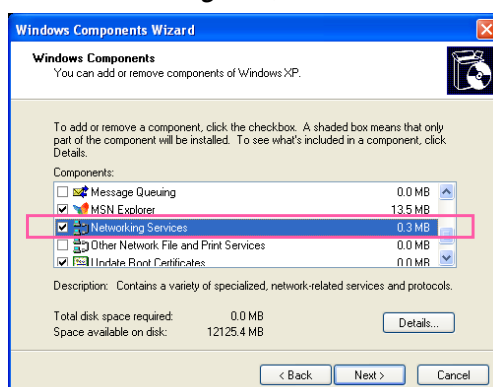 Windows Components Wizard
Windows Components
You can add or remove components of Windows XP.
To add or remove a component, click the checkbox. A shaded box means that only
part of the component will be installed. To see what's included in a component, click
Details.
Components:
Message Queuing 0.0 MB
MSN Explorer 13.5 MB
Networking Services 0.3 MB
Other Network File and Print Services 0.0 MB
Update Root Certificates 0.0 MB
Description: Contains a variety of specialized, network-related services and protocols.
Total disk space required: 0.0 MB
Space available on disk: 12125.4 MB
Details...
< Back Next > Cancel